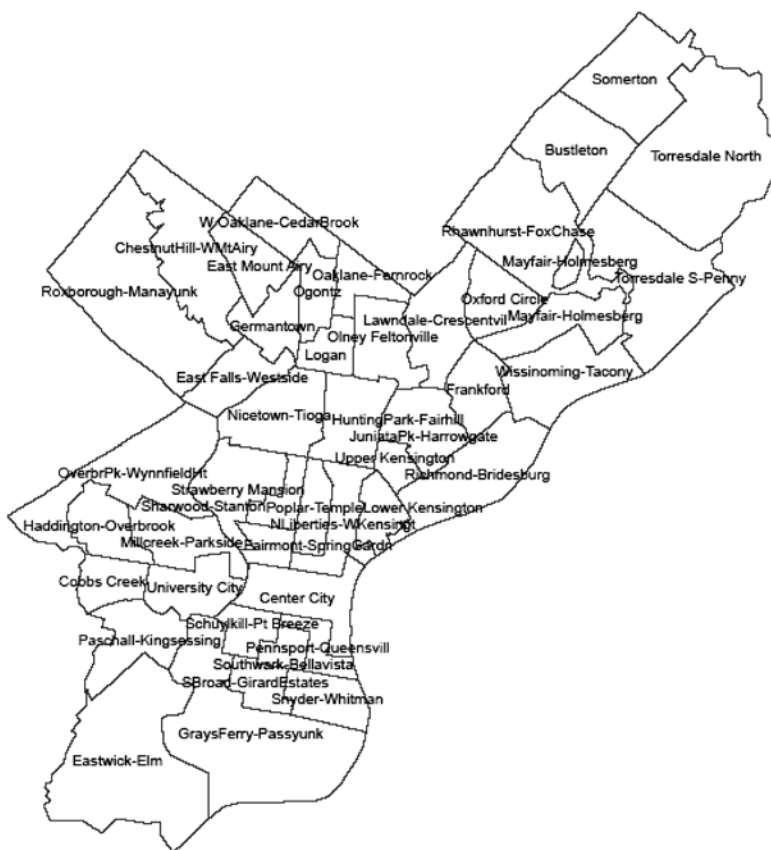 Somerton
Bustleton
Torresdale North
W Oaklane-CedarBrook
Rhawnhurst-FoxChase
ChestnutHill-WMtAiry
East Mount Airy
Mayfair-Holmesberg
Oaklane-Fernrock
Torresdale S-Penny
Roxborough-Manayunk
Ogontz
Oxford Circle
Mayfair-Holmesberg
Lawndale-Crescentvil
Germantown
Olney Feltonville
Logan
Wissinoming-Tacony
East Falls-Westside
Frankford
Nicetown-Tioga
HuntingPark-Fairhill
JuniataPk-Harrowgate
Upper Kensington
OverbrPk-WynnfieldHt
Richmond-Bridesburg
Strawberry Mansion
Sharwood-Stanton
Poplar-Temple
Lower Kensington
Haddington-Overbrook
NLiberties-WKensingt
Millcreek-Parkside
Fairmont-SpringGardn
Cobbs Creek
University City
Center City
Schuylkill-Pt Breeze
Paschall-Kingsessing
Pennsport-Queensvill
Southwark-Bellavista
SBroad-GirardEstates
Snyder-Whitman
GraysFerry-Passyunk
Eastwick-Elm